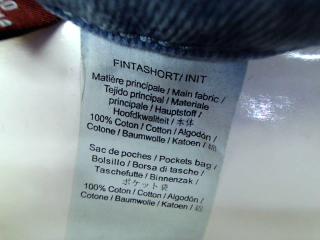 FINTASHORT/ INIT
Matière principale / Main fabric /
Tejido principal / Materiale
principale / Hauptstoff /
Hoofdkwaliteit / 本体
100% Coton / Cotton / Algodón /
Cotone / Baumwolle / Katoen / 綿
Sac de poches / Pockets bag /
Bolsillo / Borsa di tasche /
Taschefutte / Binnenzak /
ポケット袋
100% Coton / Cotton / Algodón /
Cotone / Baumwolle / Katoen / 綿